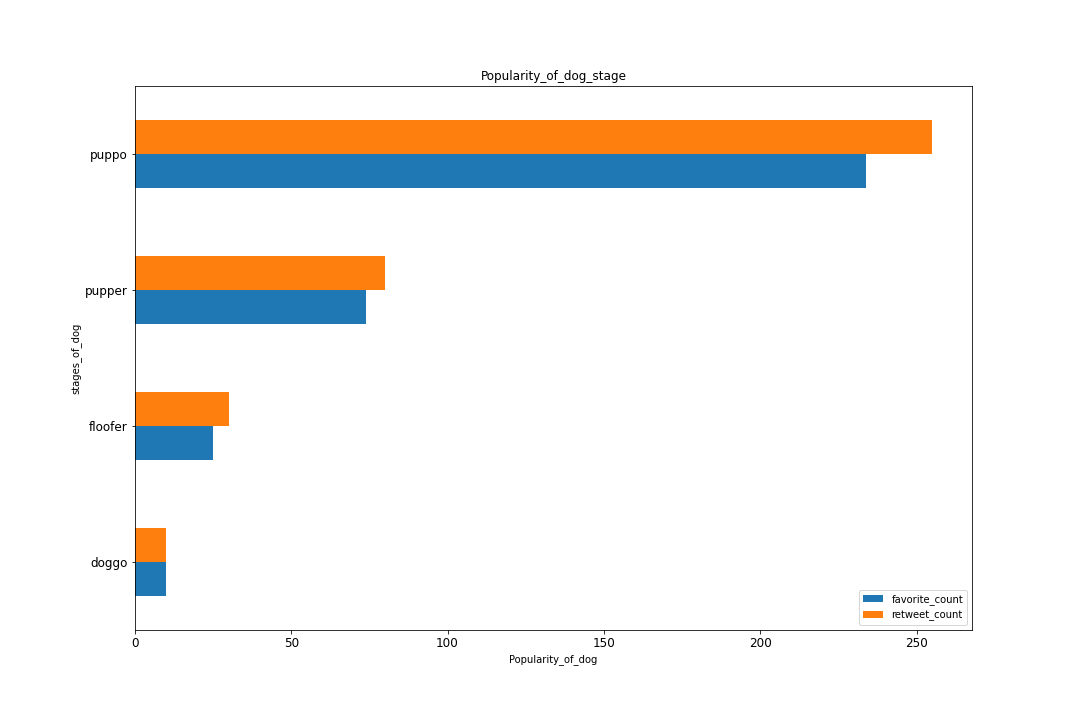 Popularity_of_dog_stage
puppo
pupper
floofer
doggo
stages_of_dog
0 50 100 150 200 250
Popularity_of_dog
favorite_count
retweet_count